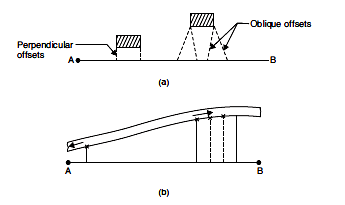 Oblique offsets
Perpendicular
offsets
A
B
(a)
A
B
(b)